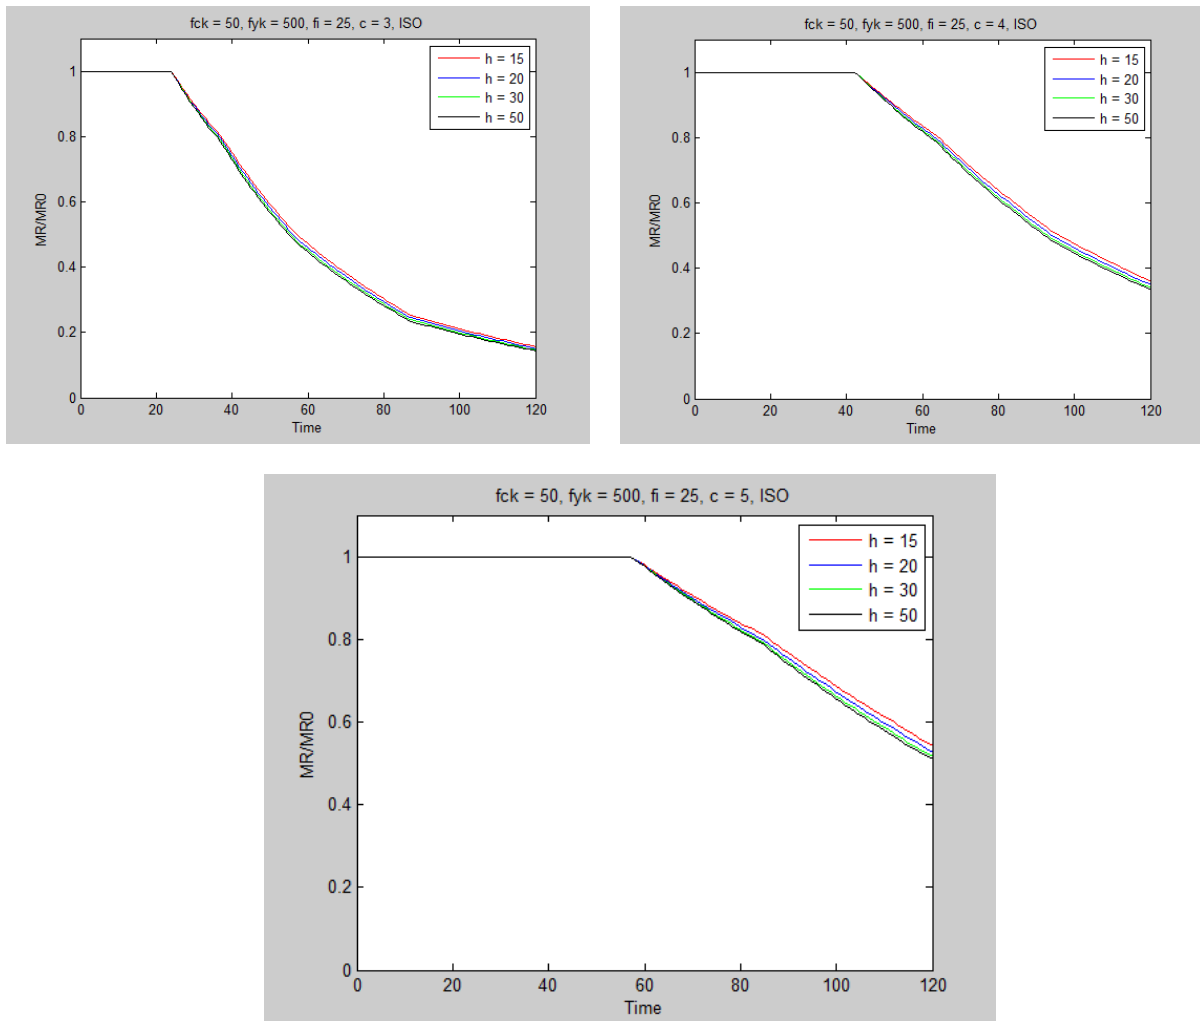 fck = 50, fyk = 500, fi = 25, c = 3, ISO
h = 15
h = 20
h = 30
h = 50
1
0.8
0.6
0.4
0.2
0
MR/MR0
0 20 40 60 80 100 120
Time
fck = 50, fyk = 500, fi = 25, c = 4, ISO
h = 15
h = 20
h = 30
h = 50
1
0.8
0.6
0.4
0.2
0
MR/MR0
0 20 40 60 80 100 120
Time
fck = 50, fyk = 500, fi = 25, c = 5, ISO
h = 15
h = 20
h = 30
h = 50
1
0.8
0.6
0.4
0.2
0
MR/MR0
0 20 40 60 80 100 120
Time